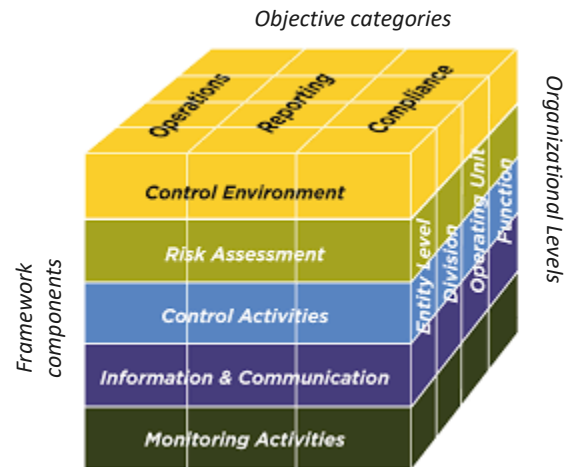 Objective categories
Operations
Reporting
Compliance
Control Environment
Risk Assessment
Control Activities
Information & Communication
Monitoring Activities
Entity Level
Division
Operating Unit
Function
Framework
components
Organizational Levels